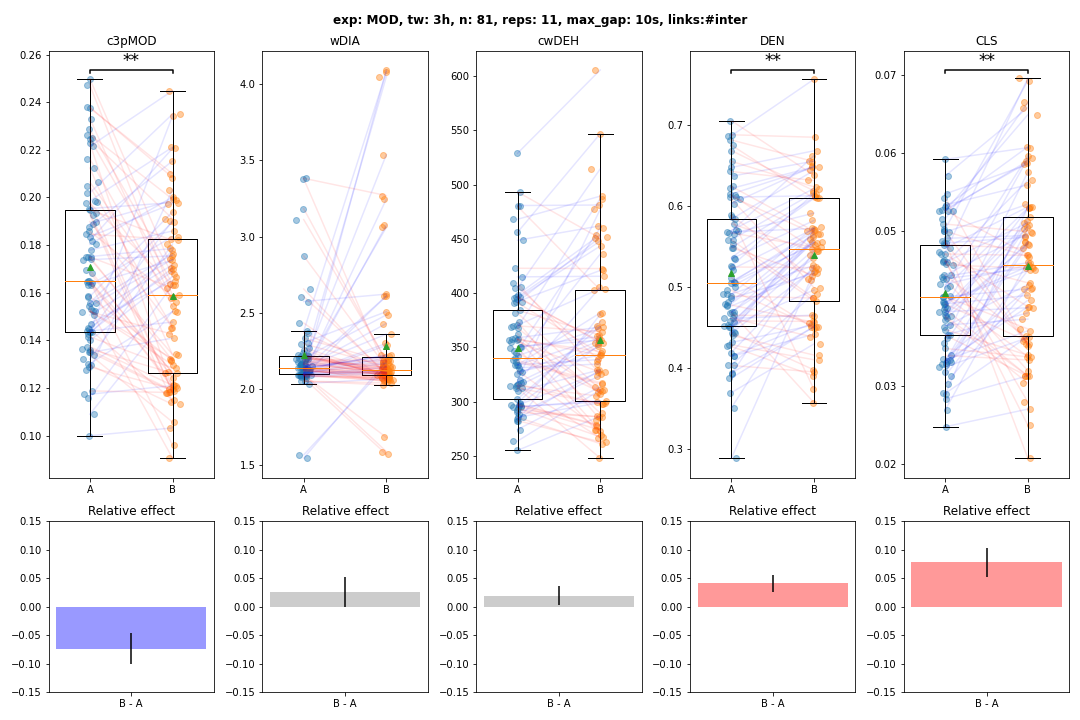 exp: MOD, tw: 3h, n: 81, reps: 11, max_gap: 10s, links:#inter
c3pMOD
wDIA
cwDEH
DEN
CLS
**
**
**
0.26
0.24
0.22
0.20
0.18
0.16
0.14
0.12
0.10
A
B
4.0
3.5
3.0
2.5
2.0
1.5
A
B
600
550
500
450
400
350
300
250
A
B
0.7
0.6
0.5
0.4
0.3
A
B
0.07
0.06
0.05
0.04
0.03
0.02
A
B
Relative effect
Relative effect
Relative effect
Relative effect
Relative effect
0.15
0.10
0.05
0.00
−0.05
−0.10
−0.15
B - A
0.15
0.10
0.05
0.00
−0.05
−0.10
−0.15
B - A
0.15
0.10
0.05
0.00
−0.05
−0.10
−0.15
B - A
0.15
0.10
0.05
0.00
−0.05
−0.10
−0.15
B - A
0.15
0.10
0.05
0.00
−0.05
−0.10
−0.15
B - A